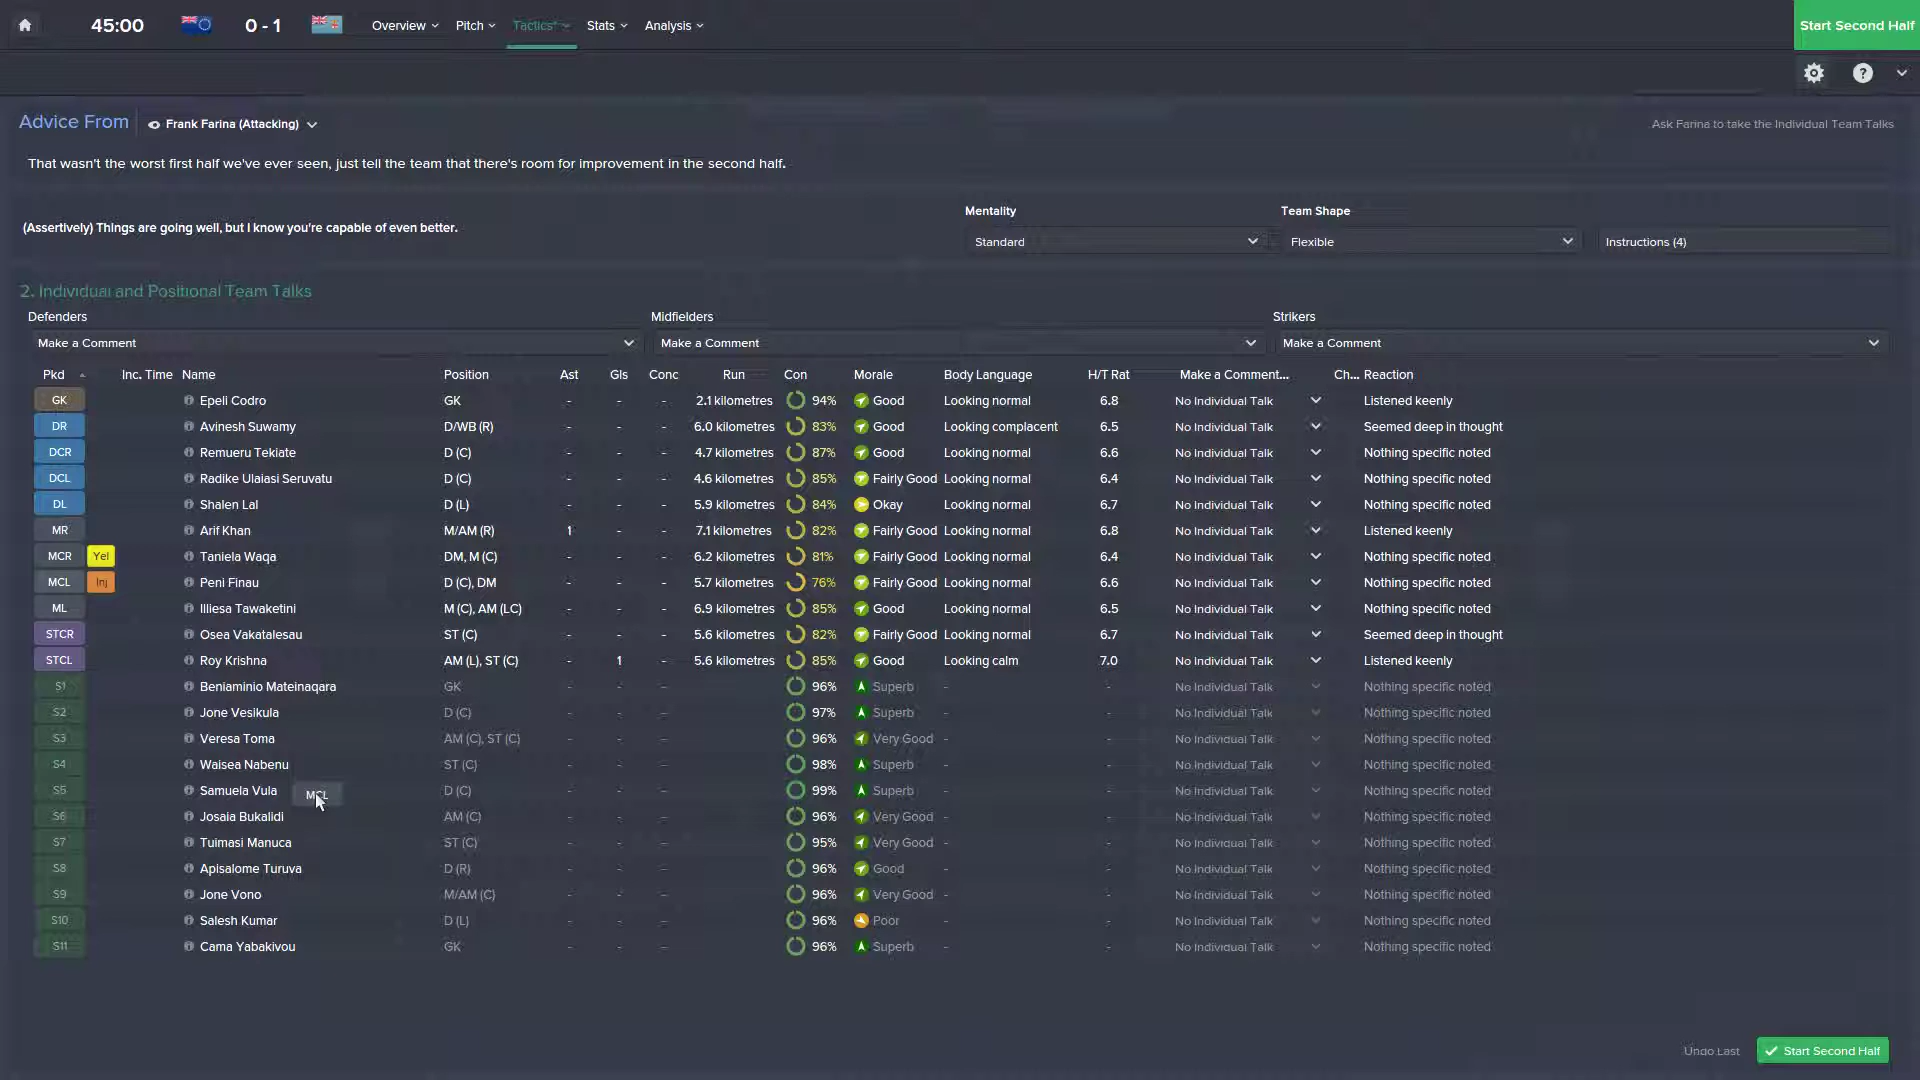 45:00 0 - 1 Overview Pitch Tactics* Stats Analysis Start Second Half
?
Advice From Frank Farina (Attacking) Ask Farina to take the Individual Team Talks
That wasn't the worst first half we've ever seen, just tell the team that there's room for improvement in the second half.
Mentality Team Shape
(Assertively) Things are going well, but I know you're capable of even better.
Standard Flexible Instructions (4)
2. Individual and Positional Team Talks
Defenders Midfielders Strikers
Make a Comment Make a Comment Make a Comment
Pkd Inc. Time Name Position Ast Gls Conc Run Con Morale Body Language H/T Rat Make a Comment... Ch... Reaction
GK Epeli Codro GK - - - 2.1 kilometres 94% Good Looking normal 6.8 No Individual Talk Listened keenly
DR Avinesh Suwamy D/WB (R) - - - 6.0 kilometres 83% Good Looking complacent 6.5 No Individual Talk Seemed deep in thought
DCR Remueru Tekiate D (C) - - - 4.7 kilometres 87% Good Looking normal 6.6 No Individual Talk Nothing specific noted
DCL Radike Ulaiasi Seruvatu D (C) - - - 4.6 kilometres 85% Fairly Good Looking normal 6.4 No Individual Talk Nothing specific noted
DL Shalen Lal D (L) - - - 5.9 kilometres 84% Okay Looking normal 6.7 No Individual Talk Nothing specific noted
MR Arif Khan M/AM (R) 1 - - 7.1 kilometres 82% Fairly Good Looking normal 6.8 No Individual Talk Listened keenly
MCR Yel Taniela Waqa DM, M (C) - - - 6.2 kilometres 81% Fairly Good Looking normal 6.4 No Individual Talk Nothing specific noted
MCL Inj Peni Finau D (C), DM - - - 5.7 kilometres 76% Fairly Good Looking normal 6.6 No Individual Talk Nothing specific noted
ML Illiesa Tawaketini M (C), AM (LC) - - - 6.9 kilometres 85% Good Looking normal 6.5 No Individual Talk Nothing specific noted
STCR Osea Vakatalesau ST (C) - - - 5.6 kilometres 82% Fairly Good Looking normal 6.7 No Individual Talk Seemed deep in thought
STCL Roy Krishna AM (L), ST (C) - 1 - 5.6 kilometres 85% Good Looking calm 7.0 No Individual Talk Listened keenly
S1 Beniaminio Mateinaqara GK - - - 96% Superb - - No Individual Talk Nothing specific noted
S2 Jone Vesikula D (C) - - - 97% Superb - - No Individual Talk Nothing specific noted
S3 Veresa Toma AM (C), ST (C) - - - 96% Very Good - - No Individual Talk Nothing specific noted
S4 Waisea Nabenu ST (C) - - - 98% Superb - - No Individual Talk Nothing specific noted
S5 Samuela Vula MCL D (C) - - - 99% Superb - - No Individual Talk Nothing specific noted
S6 Josaia Bukalidi AM (C) - - - 96% Very Good - - No Individual Talk Nothing specific noted
S7 Tuimasi Manuca ST (C) - - - 95% Very Good - - No Individual Talk Nothing specific noted
S8 Apisalome Turuva D (R) - - - 96% Good - - No Individual Talk Nothing specific noted
S9 Jone Vono M/AM (C) - - - 96% Very Good - - No Individual Talk Nothing specific noted
S10 Salesh Kumar D (L) - - - 96% Poor - - No Individual Talk Nothing specific noted
S11 Cama Yabakivou GK - - - 96% Superb - - No Individual Talk Nothing specific noted
Undo Last Start Second Half